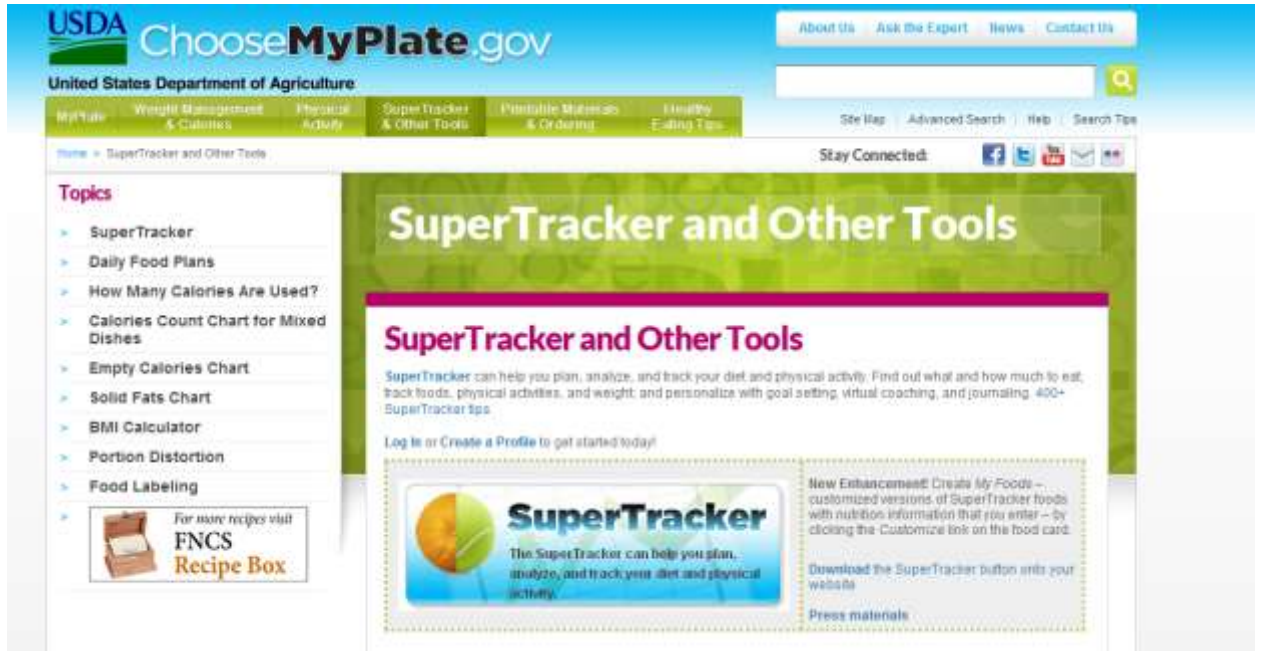 USDA
ChooseMyPlate.gov
United States Department of Agriculture
About Us Ask the Expert News Contact Us
MyPlate
Weight Management
& Calories
Physical
Activity
SuperTracker
& Other Tools
Printable Materials
& Ordering
Healthy
Eating Tips
Site Map Advanced Search Help Search Tips
Home > SuperTracker and Other Tools
Stay Connected:
Topics
SuperTracker
Daily Food Plans
How Many Calories Are Used?
Calories Count Chart for Mixed
Dishes
Empty Calories Chart
Solid Fats Chart
BMI Calculator
Portion Distortion
Food Labeling
For more recipes visit
FNCS
Recipe Box
SuperTracker and Other Tools
SuperTracker and Other Tools
SuperTracker can help you plan, analyze, and track your diet and physical activity. Find out what and how much to eat;
track foods, physical activities, and weight; and personalize with goal setting, virtual coaching, and journaling. 400+
SuperTracker tips
Log In or Create a Profile to get started today!
SuperTracker
The SuperTracker can help you plan,
analyze, and track your diet and physical
activity.
New Enhancement! Create My Foods –
customized versions of SuperTracker foods
with nutrition information that you enter – by
clicking the Customize link on the food card.
Download the SuperTracker button onto your
website
Press materials